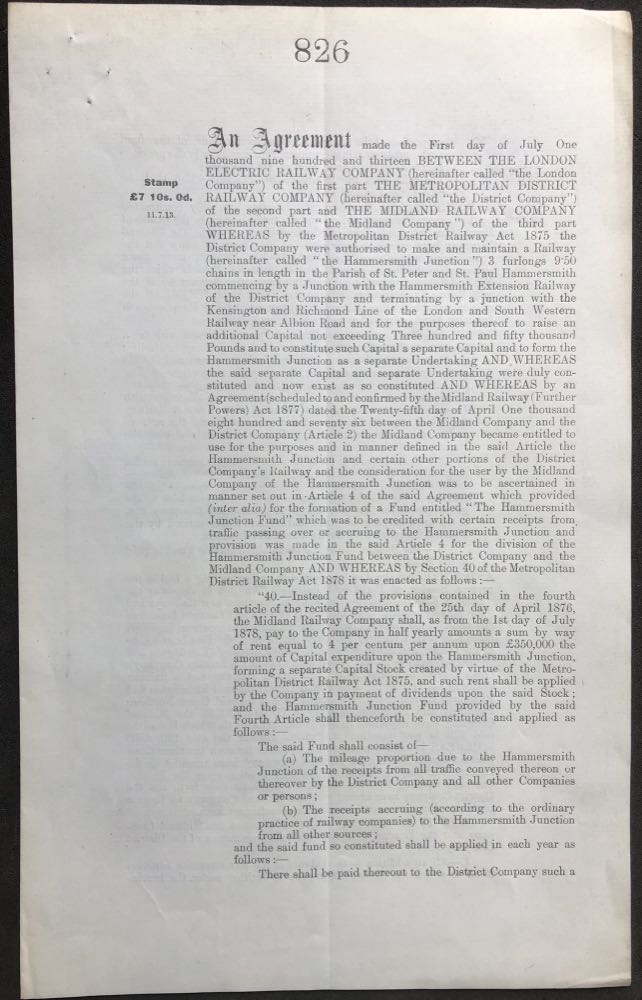 826
An Agreement made the First day of July One
thousand nine hundred and thirteen BETWEEN THE LONDON
ELECTRIC RAILWAY COMPANY (hereinafter called "the London
Stamp
£7 10s. 0d.
11.7.13.
Company") of the first part THE METROPOLITAN DISTRICT
RAILWAY COMPANY (hereinafter called "the District Company")
of the second part and THE MIDLAND RAILWAY COMPANY
(hereinafter called "the Midland Company") of the third part
WHEREAS by the Metropolitan District Railway Act 1875 the
District Company were authorised to make and maintain a Railway
(hereinafter called "the Hammersmith Junction") 3 furlongs 9·50
chains in length in the Parish of St. Peter and St. Paul Hammersmith
commencing by a Junction with the Hammersmith Extension Railway
of the District Company and terminating by a junction with the
Kensington and Richmond Line of the London and South Western
Railway near Albion Road and for the purposes thereof to raise an
additional Capital not exceeding Three hundred and fifty thousand
Pounds and to constitute such Capital a separate Capital and to form the
Hammersmith Junction as a separate Undertaking AND WHEREAS
the said separate Capital and separate Undertaking were duly con-
stituted and now exist as so constituted AND WHEREAS by an
Agreement (scheduled to and confirmed by the Midland Railway (Further
Powers) Act 1877) dated the Twenty-fifth day of April One thousand
eight hundred and seventy six between the Midland Company and the
District Company (Article 2) the Midland Company became entitled to
use for the purposes and in manner defined in the said Article the
Hammersmith Junction and certain other portions of the District
Company's Railway and the consideration for the user by the Midland
Company of the Hammersmith Junction was to be ascertained in
manner set out in Article 4 of the said Agreement which provided
(inter alia) for the formation of a Fund entitled "The Hammersmith
Junction Fund" which was to be credited with certain receipts from
traffic passing over or accruing to the Hammersmith Junction and
provision was made in the said Article 4 for the division of the
Hammersmith Junction Fund between the District Company and the
Midland Company AND WHEREAS by Section 40 of the Metropolitan
District Railway Act 1878 it was enacted as follows:—
"40.—Instead of the provisions contained in the fourth
article of the recited Agreement of the 25th day of April 1876,
the Midland Railway Company shall, as from the 1st day of July
1878, pay to the Company in half yearly amounts a sum by way
of rent equal to 4 per centum per annum upon £350,000 the
amount of Capital expenditure upon the Hammersmith Junction,
forming a separate Capital Stock created by virtue of the Metro-
politan District Railway Act 1875, and such rent shall be applied
by the Company in payment of dividends upon the said Stock;
and the Hammersmith Junction Fund provided by the said
Fourth Article shall thenceforth be constituted and applied as
follows:—
The said Fund shall consist of—
(a) The mileage proportion due to the Hammersmith
Junction of the receipts from all traffic conveyed thereon or
thereover by the District Company and all other Companies
or persons;
(b) The receipts accruing (according to the ordinary
practice of railway companies) to the Hammersmith Junction
from all other sources;
and the said fund so constituted shall be applied in each year as
follows:—
There shall be paid thereout to the District Company such a